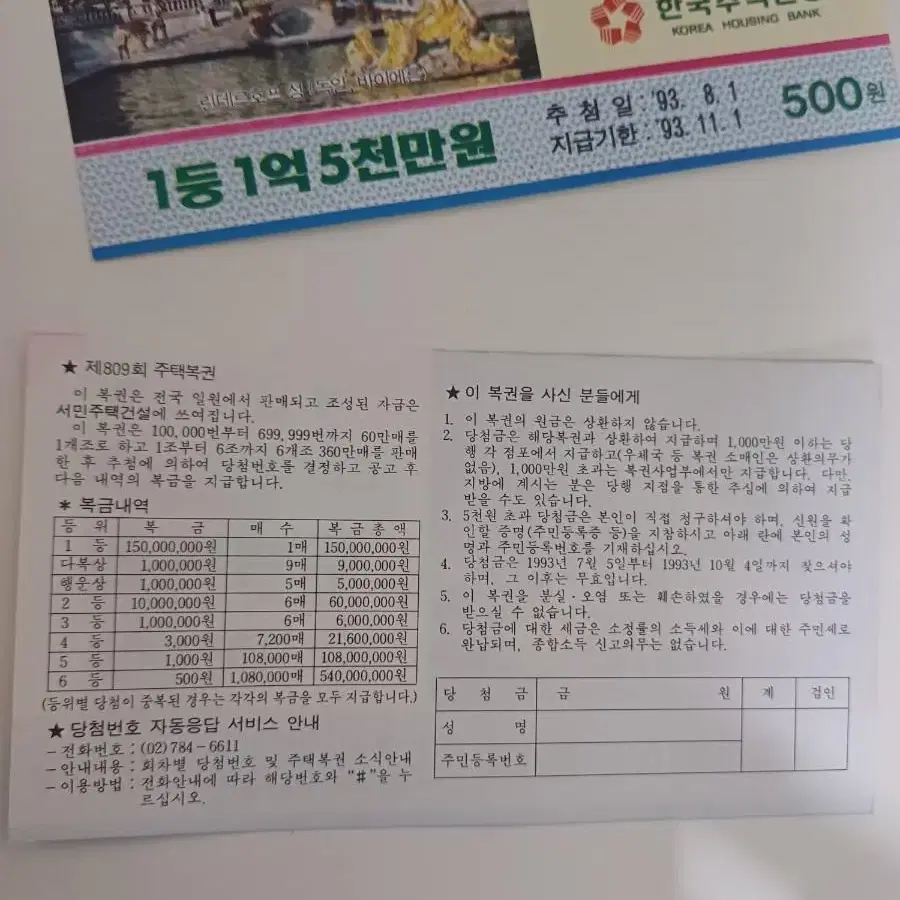 한국주택은행
KOREA HOUSING BANK
린데르호프 성(독일, 바이에른)
1등 1억 5천만원
추첨일 : '93. 8. 1
지급기한 : '93. 11. 1
500원
★ 제809회 주택복권
이 복권은 전국 일원에서 판매되고 조성된 자금은
서민주택건설에 쓰여집니다.
이 복권은 100,000번부터 699,999번까지 60만매를
1개조로 하고 1조부터 6조까지 6개조 360만매를 판매
한 후 추첨에 의하여 당첨번호를 결정하고 공고 후
다음 내역의 복금을 지급합니다.
* 복금내역
등 위 복 금 매 수 복 금 총 액
1 등 150,000,000원 1매 150,000,000원
다복상 1,000,000원 9매 9,000,000원
행운상 1,000,000원 5매 5,000,000원
2 등 10,000,000원 6매 60,000,000원
3 등 1,000,000원 6매 6,000,000원
4 등 3,000원 7,200매 21,600,000원
5 등 1,000원 108,000매 108,000,000원
6 등 500원 1,080,000매 540,000,000원
(등위별 당첨이 중복된 경우는 각각의 복금을 모두 지급합니다.)
★ 당첨번호 자동응답 서비스 안내
- 전화번호 : (02)784-6611
- 안내내용 : 회차별 당첨번호 및 주택복권 소식안내
- 이용방법 : 전화안내에 따라 해당번호와 "#"을 누
르십시오.
★ 이 복권을 사신 분들에게
1. 이 복권의 원금은 상환하지 않습니다.
2. 당첨금은 해당복권과 상환하여 지급하며 1,000만원 이하는 당
행 각 점포에서 지급하고(우체국 등 복권 소매인은 상환의무가
없음), 1,000만원 초과는 복권사업부에서만 지급합니다. 다만,
지방에 계시는 분은 당행 지점을 통한 추심에 의하여 지급
받을 수도 있습니다.
3. 5천원 초과 당첨금은 본인이 직접 청구하셔야 하며, 신원을 확
인할 증명(주민등록증 등)을 지참하시고 아래 란에 본인의 성
명과 주민등록번호를 기재하십시오.
4. 당첨금은 1993년 7월 5일부터 1993년 10월 4일까지 찾으셔야
하며, 그 이후는 무효입니다.
5. 이 복권을 분실·오염 또는 훼손하였을 경우에는 당첨금을
받으실 수 없습니다.
6. 당첨금에 대한 세금은 소정률의 소득세와 이에 대한 주민세로
완납되며, 종합소득 신고의무는 없습니다.
당 첨 금 금 원 계 검인
성 명
주민등록번호